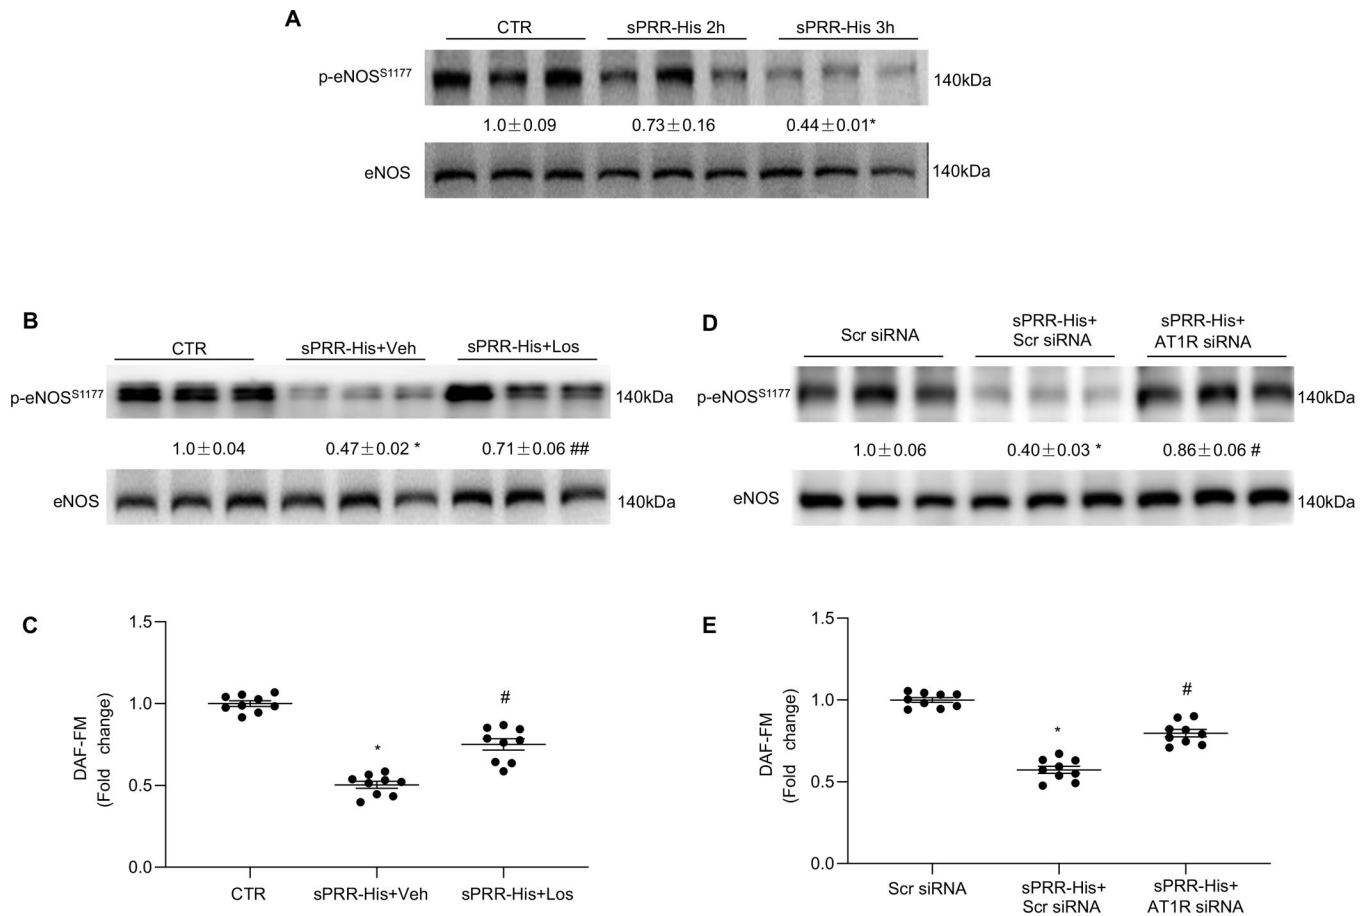 A
CTR sPRR-His 2h sPRR-His 3h
p-eNOS^S1177 140kDa
1.0±0.09 0.73±0.16 0.44±0.01*
eNOS 140kDa
B
CTR sPRR-His+Veh sPRR-His+Los
p-eNOS^S1177 140kDa
1.0±0.04 0.47±0.02 * 0.71±0.06 ##
eNOS 140kDa
D
Scr siRNA sPRR-His+ Scr siRNA sPRR-His+ AT1R siRNA
p-eNOS^S1177 140kDa
1.0±0.06 0.40±0.03 * 0.86±0.06 #
eNOS 140kDa
C
DAF-FM
(Fold change)
1.5
1.0
0.5
0.0
*
#
CTR sPRR-His+Veh sPRR-His+Los
E
DAF-FM
(Fold change)
1.5
1.0
0.5
0.0
*
#
Scr siRNA sPRR-His+ Scr siRNA sPRR-His+ AT1R siRNA